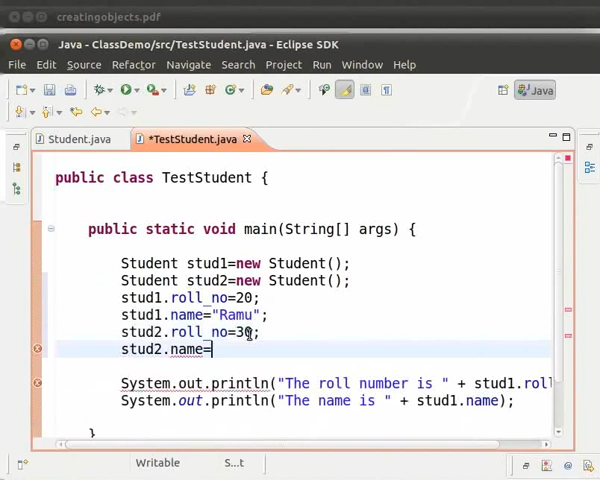 creatingobjects.pdf
Java - ClassDemo/src/TestStudent.java - Eclipse SDK
File Edit Source Refactor Navigate Search Project Run Window Help
Java
Student.java *TestStudent.java
public class TestStudent {
public static void main(String[] args) {
Student stud1=new Student();
Student stud2=new Student();
stud1.roll_no=20;
stud1.name="Ramu";
stud2.roll_no=30;
stud2.name=
System.out.println("The roll number is " + stud1.roll
System.out.println("The name is " + stud1.name);
}
Writable S...t